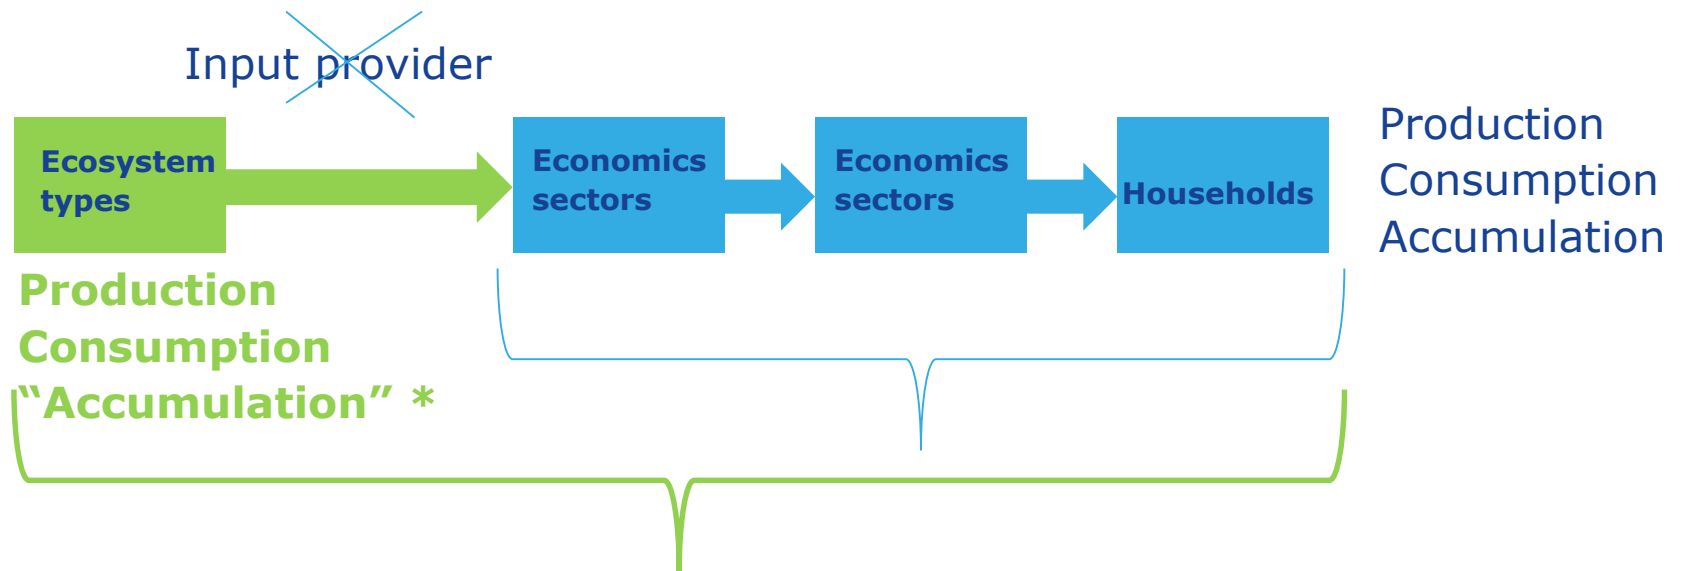 Input provider
Ecosystem
types
Economics
sectors
Economics
sectors
Households
Production
Consumption
Accumulation
Production
Consumption
“Accumulation” *